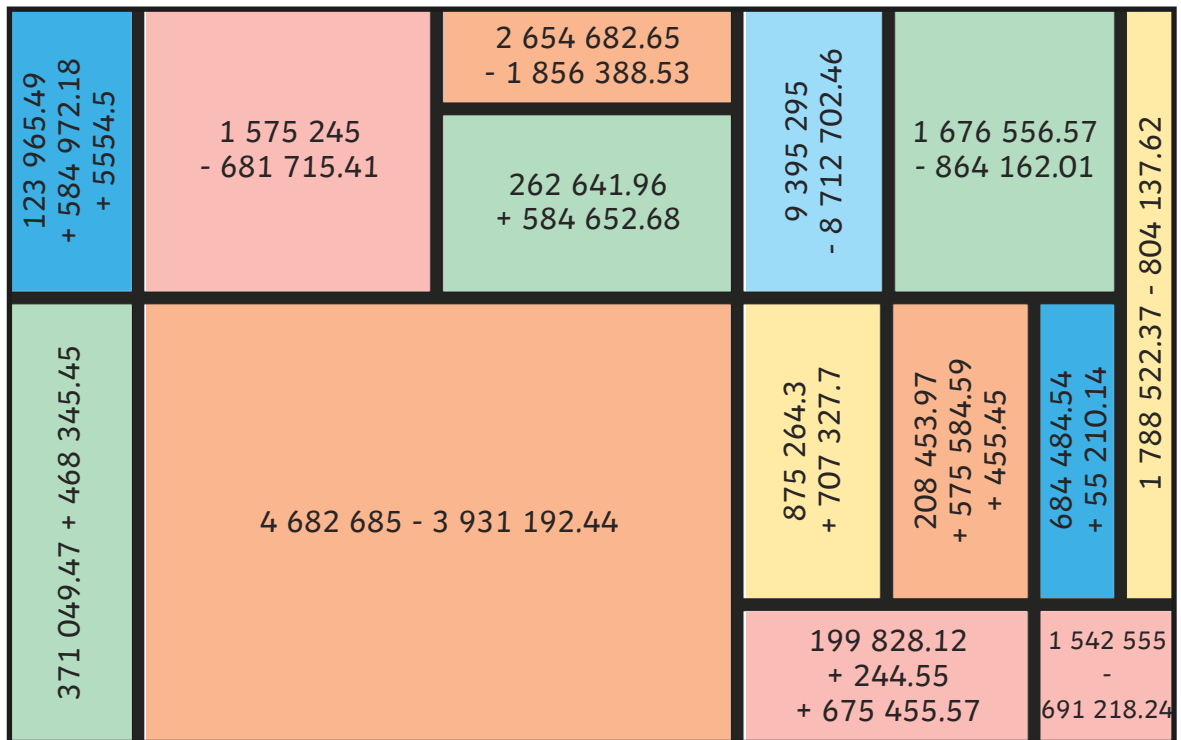 123 965.49
+ 584 972.18
+ 5554.5
1 575 245
- 681 715.41
2 654 682.65
- 1 856 388.53
262 641.96
+ 584 652.68
9 395 295
- 8 712 702.46
1 676 556.57
- 864 162.01
1 788 522.37 - 804 137.62
371 049.47 + 468 345.45
4 682 685 - 3 931 192.44
875 264.3
+ 707 327.7
208 453.97
+ 575 584.59
+ 455.45
684 484.54
+ 55 210.14
199 828.12
+ 244.55
+ 675 455.57
1 542 555
-
691 218.24